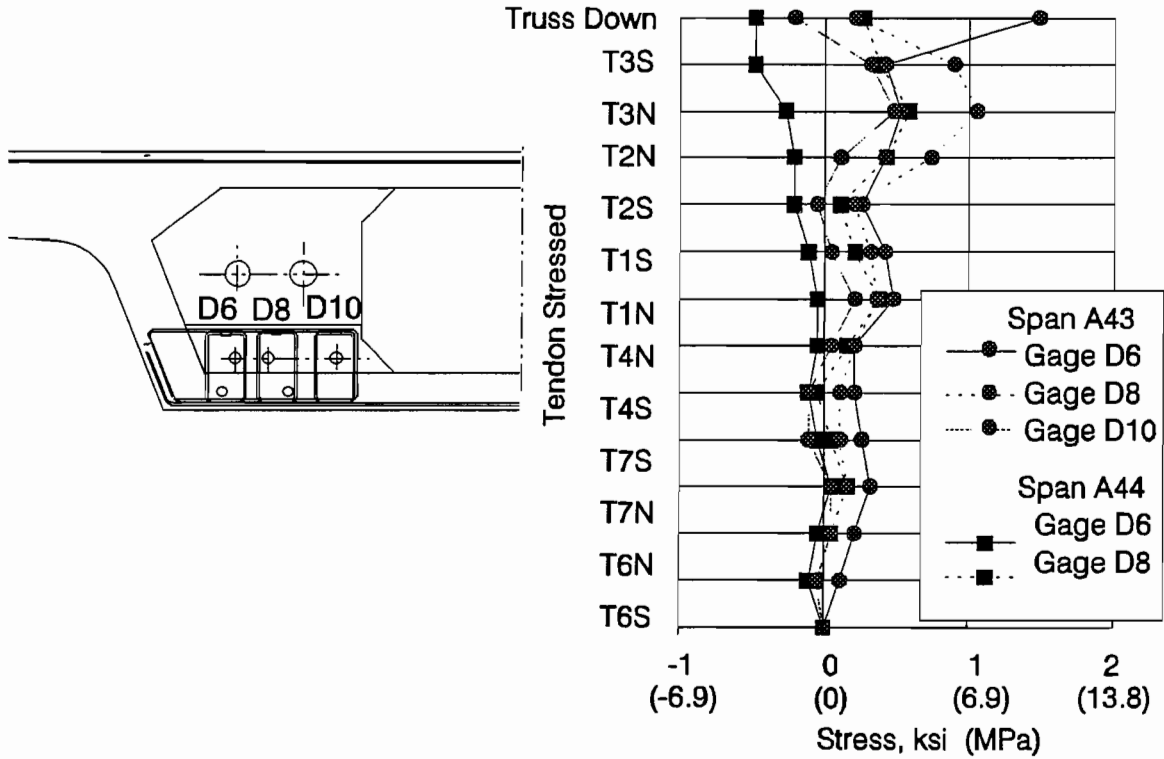 Truss Down
T3S
T3N
T2N
T2S
T1S
T1N
T4N
T4S
T7S
T7N
T6N
T6S
Tendon Stressed
D6 D8 D10
Span A43
Gage D6
Gage D8
Gage D10
Span A44
Gage D6
Gage D8
-1 0 1 2
(-6.9) (0) (6.9) (13.8)
Stress, ksi (MPa)